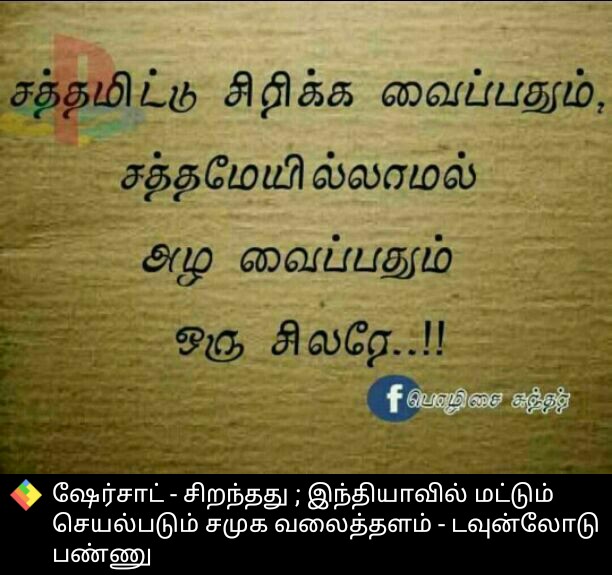 சத்தமிட்டு சிரிக்க வைப்பதும்,
சத்தமேயில்லாமல்
அழ வைப்பதும்
ஒரு சிலரே..!!
f பொழிசை சுந்தர்
ஷேர்சாட் - சிறந்தது ; இந்தியாவில் மட்டும்
செயல்படும் சமுக வலைத்தளம் - டவுன்லோடு
பண்ணு